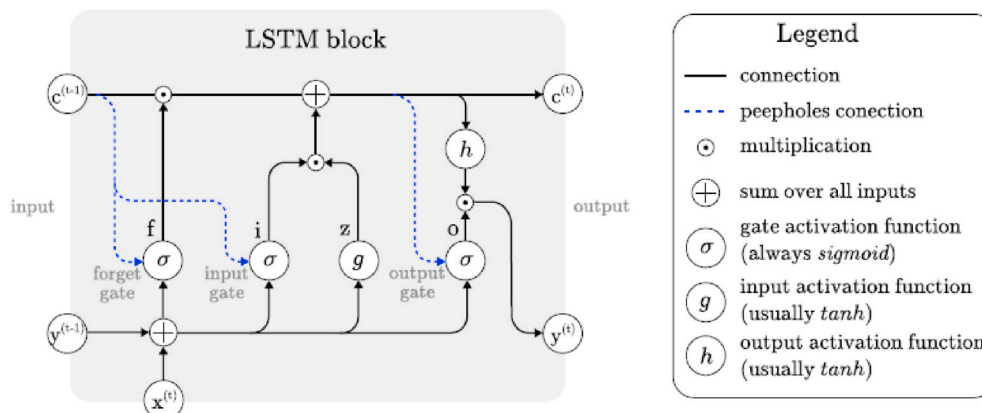 LSTM block
c(t-1)
c(t)
h
input
output
f
i
z
o
σ
σ
g
σ
forget
gate
input
gate
output
gate
y(t-1)
y(t)
x(t)
Legend
connection
peepholes conection
multiplication
sum over all inputs
σ
gate activation function
(always sigmoid)
g
input activation function
(usually tanh)
h
output activation function
(usually tanh)